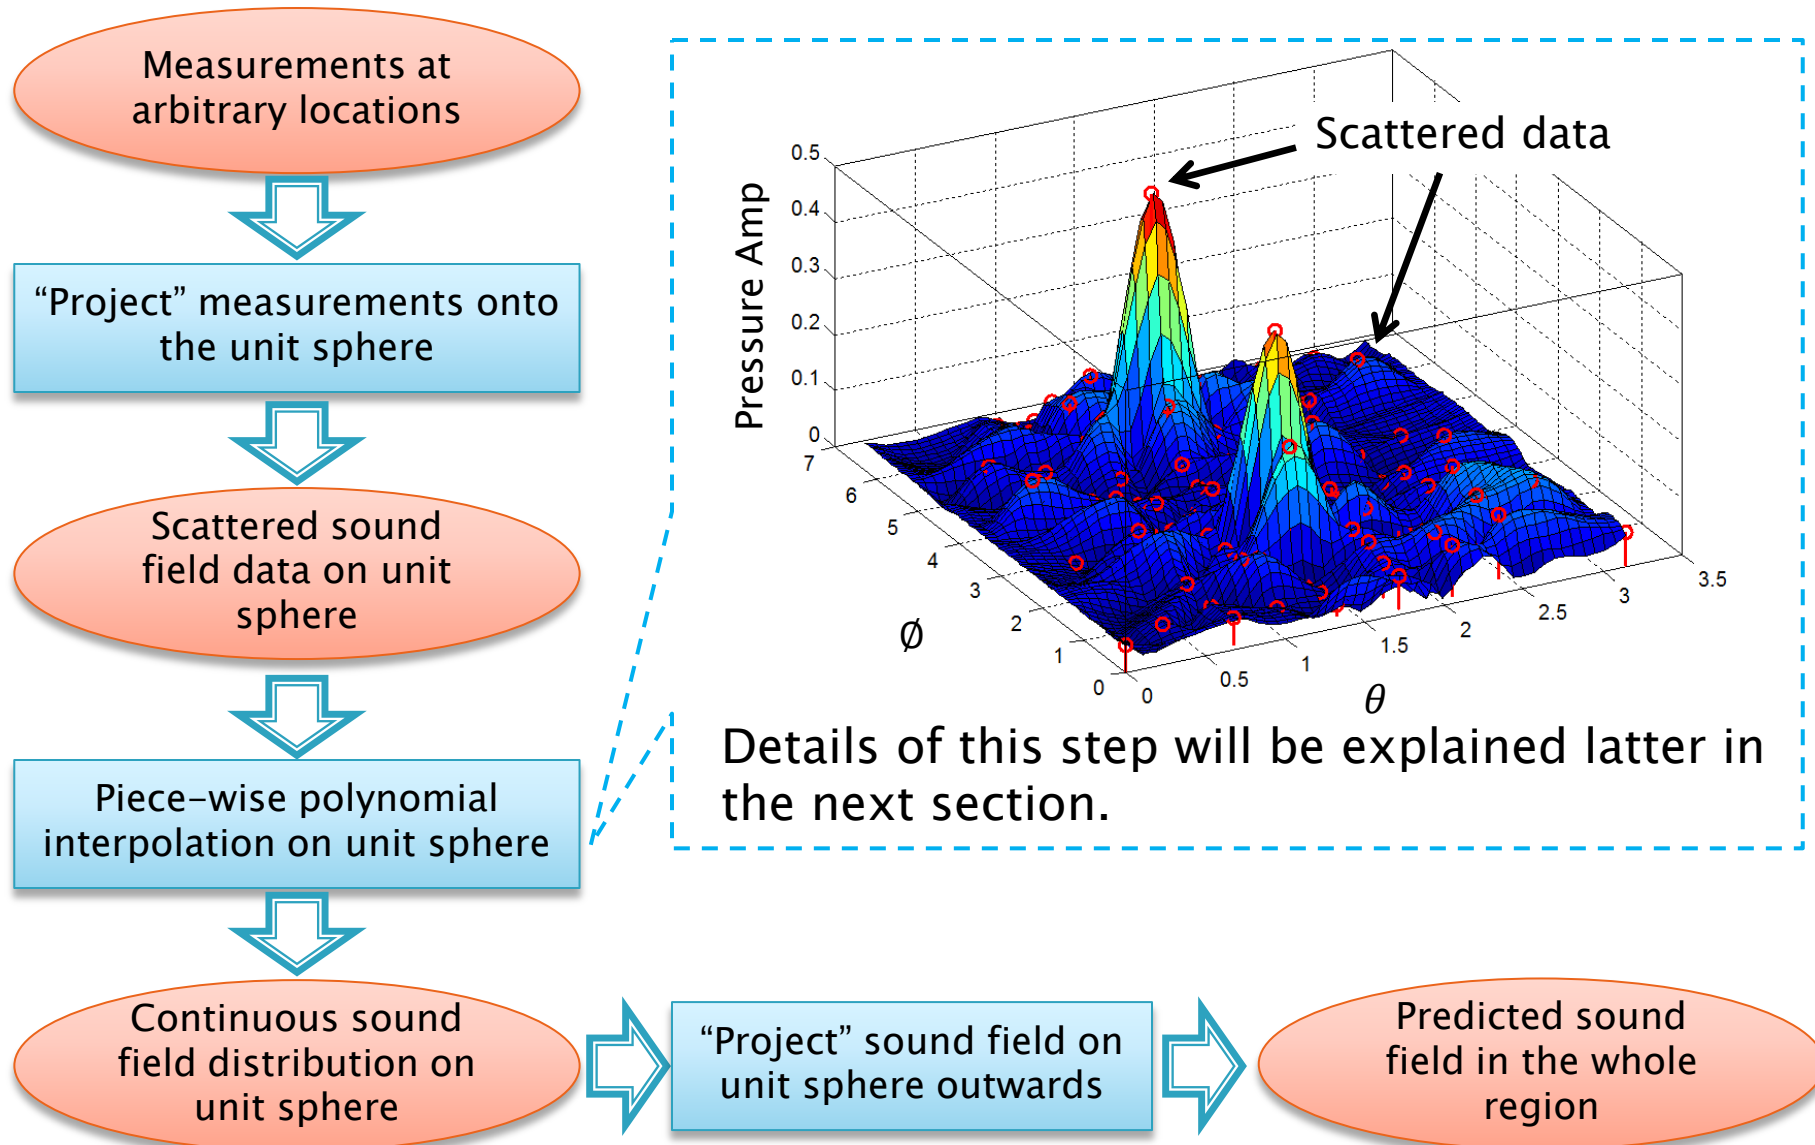 Measurements at
arbitrary locations
“Project” measurements onto
the unit sphere
Scattered sound
field data on unit
sphere
Piece-wise polynomial
interpolation on unit sphere
Continuous sound
field distribution on
unit sphere
“Project” sound field on
unit sphere outwards
Predicted sound
field in the whole
region
Scattered data
Pressure Amp
0.5
0.4
0.3
0.2
0.1
0
7
6
5
4
3
2
1
0
Ø
0
0.5
1
1.5
2
2.5
3
3.5
θ
Details of this step will be explained latter in
the next section.